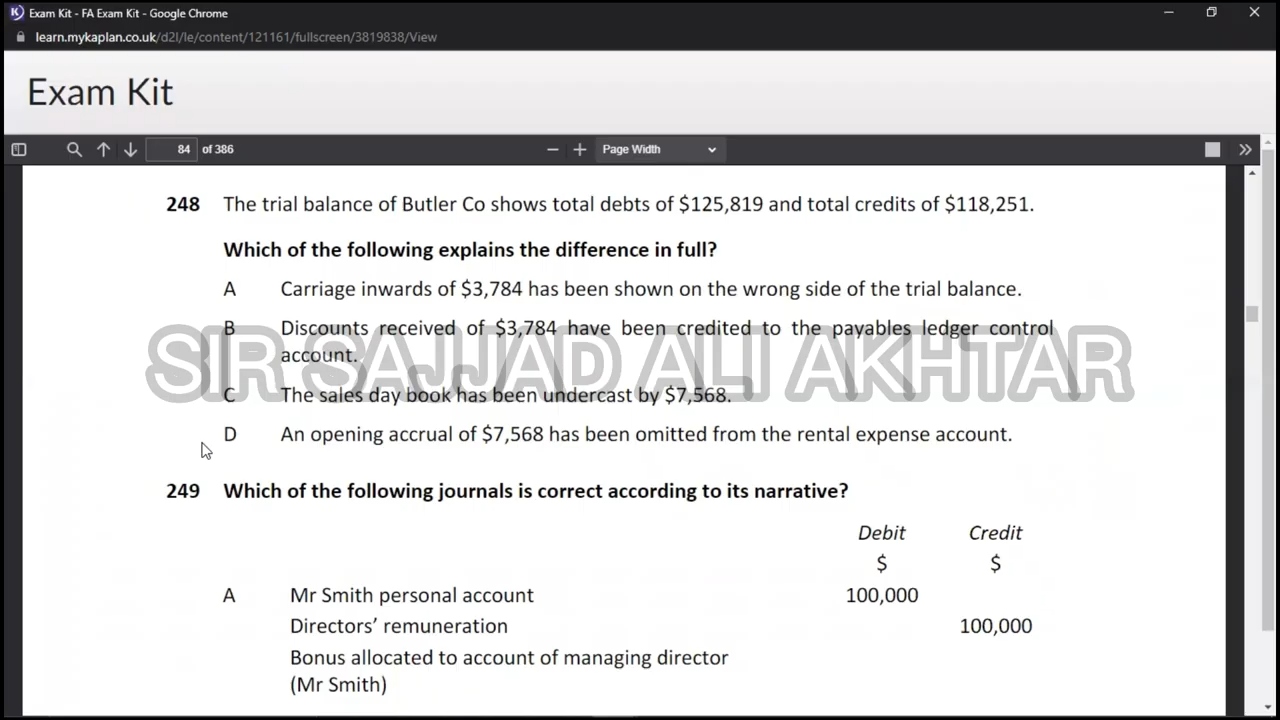 Exam Kit - FA Exam Kit - Google Chrome
learn.mykaplan.co.uk/d2l/le/content/121161/fullscreen/3819838/View
Exam Kit
84 of 386
Page Width
248 The trial balance of Butler Co shows total debts of $125,819 and total credits of $118,251.
Which of the following explains the difference in full?
A Carriage inwards of $3,784 has been shown on the wrong side of the trial balance.
B Discounts received of $3,784 have been credited to the payables ledger control
account.
SIR SAJJAD ALI AKHTAR
C The sales day book has been undercast by $7,568.
D An opening accrual of $7,568 has been omitted from the rental expense account.
249 Which of the following journals is correct according to its narrative?
Debit Credit
$ $
A Mr Smith personal account 100,000
Directors' remuneration 100,000
Bonus allocated to account of managing director
(Mr Smith)